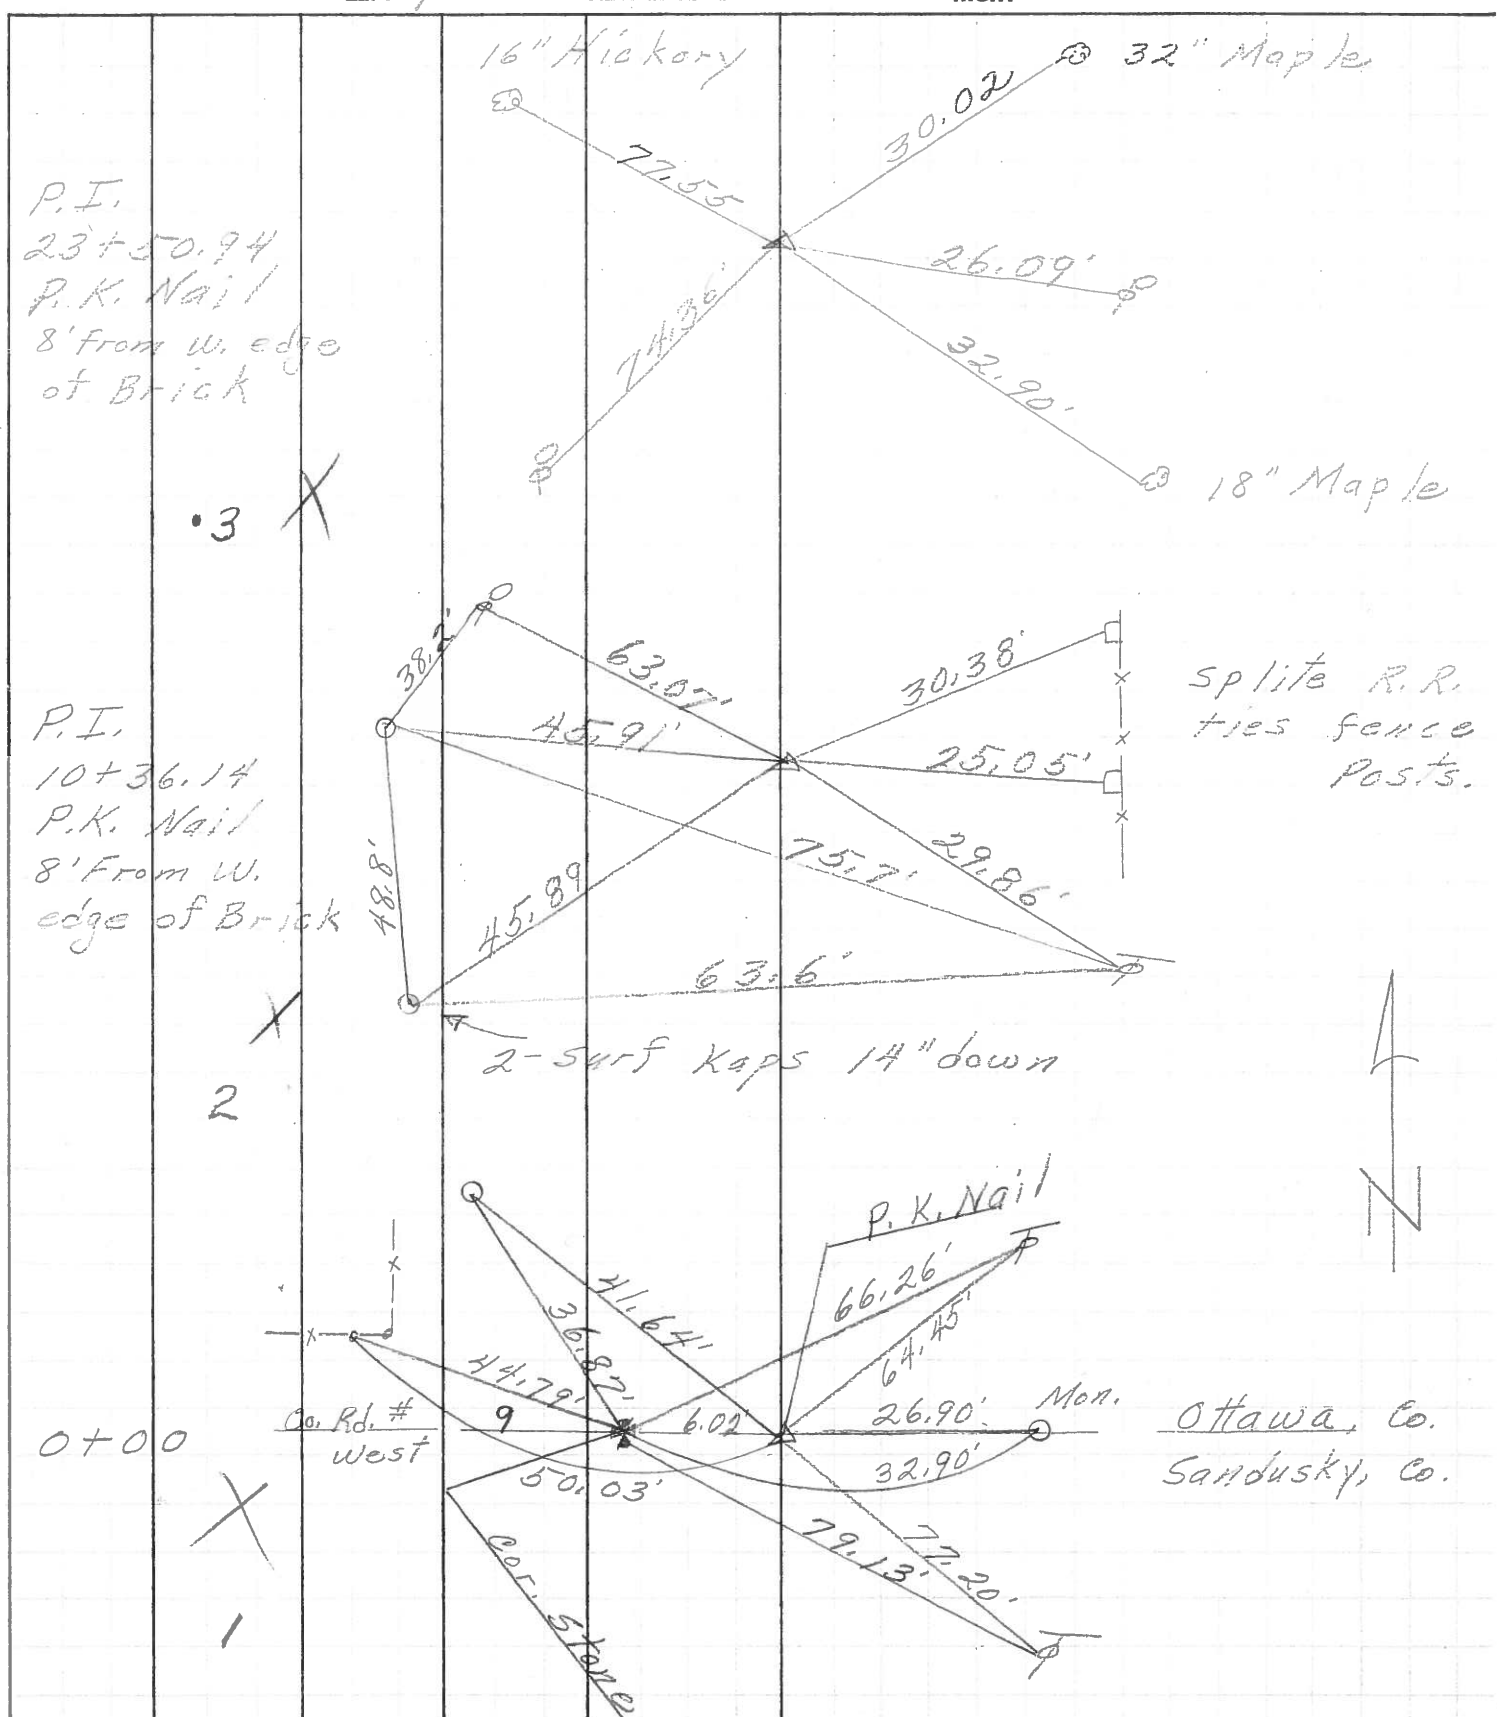 16" Hickory
32" Maple
30.02
77.55
P.I.
23+50.94
P.K. Nail
8' from W. edge
of Brick
26.09'
74.36'
32.90'
18" Maple
.3
38.2'
63.07'
30.38'
Splite R.R.
ties fence
Posts.
45.91'
25.05'
P.I.
10+36.14
P.K. Nail
8' From W.
edge of Brick
48.8'
45.89
75.7'
29.86'
63.6'
2-Surf Kaps 14" down
2
N
P.K. Nail
66.26'
41.64'
36.87'
64.45'
44.79'
0+00
Co. Rd. # 9
West
6.02'
26.90'
Mon.
Ottawa, Co.
Sandusky, Co.
50.03'
32.90'
79.13'
77.20'
Cor. Stone
1